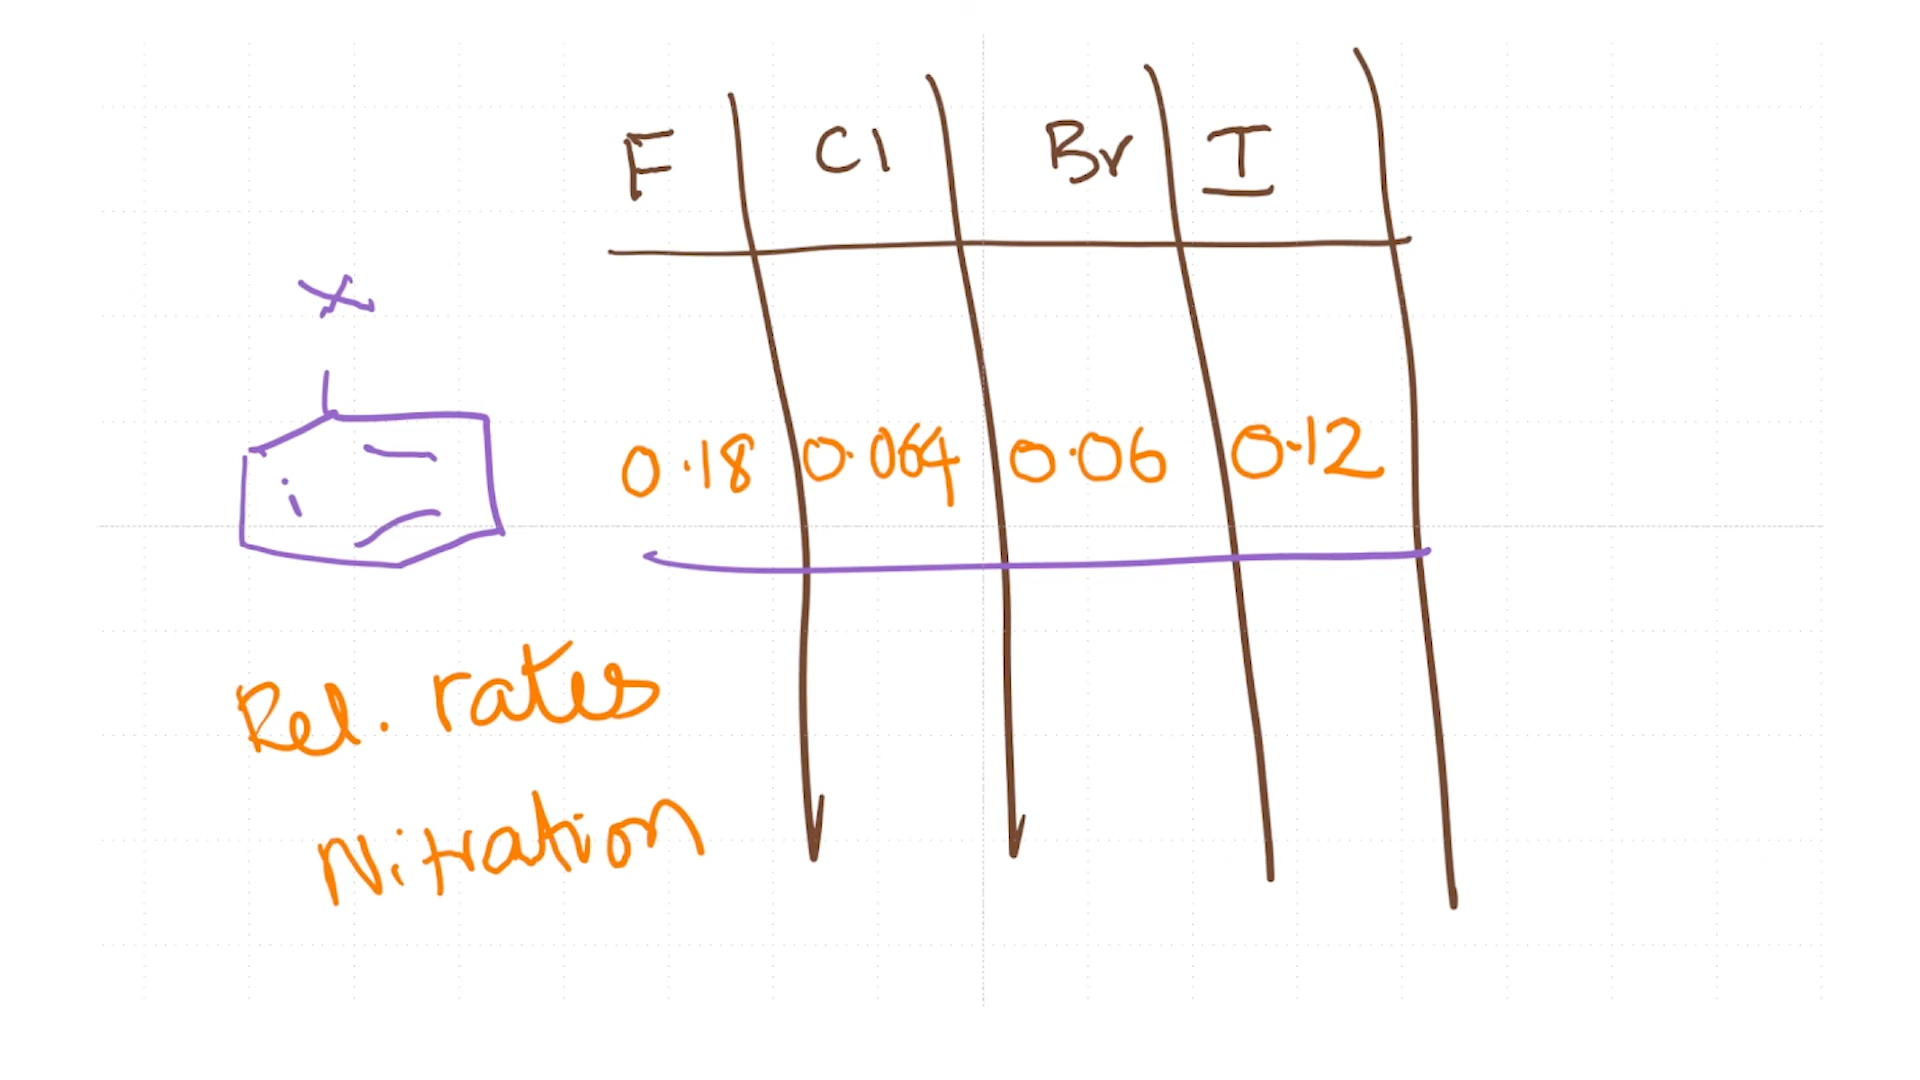 F Cl Br I
X
0.18 0.064 0.06 0.12
Rel. rates
Nitration